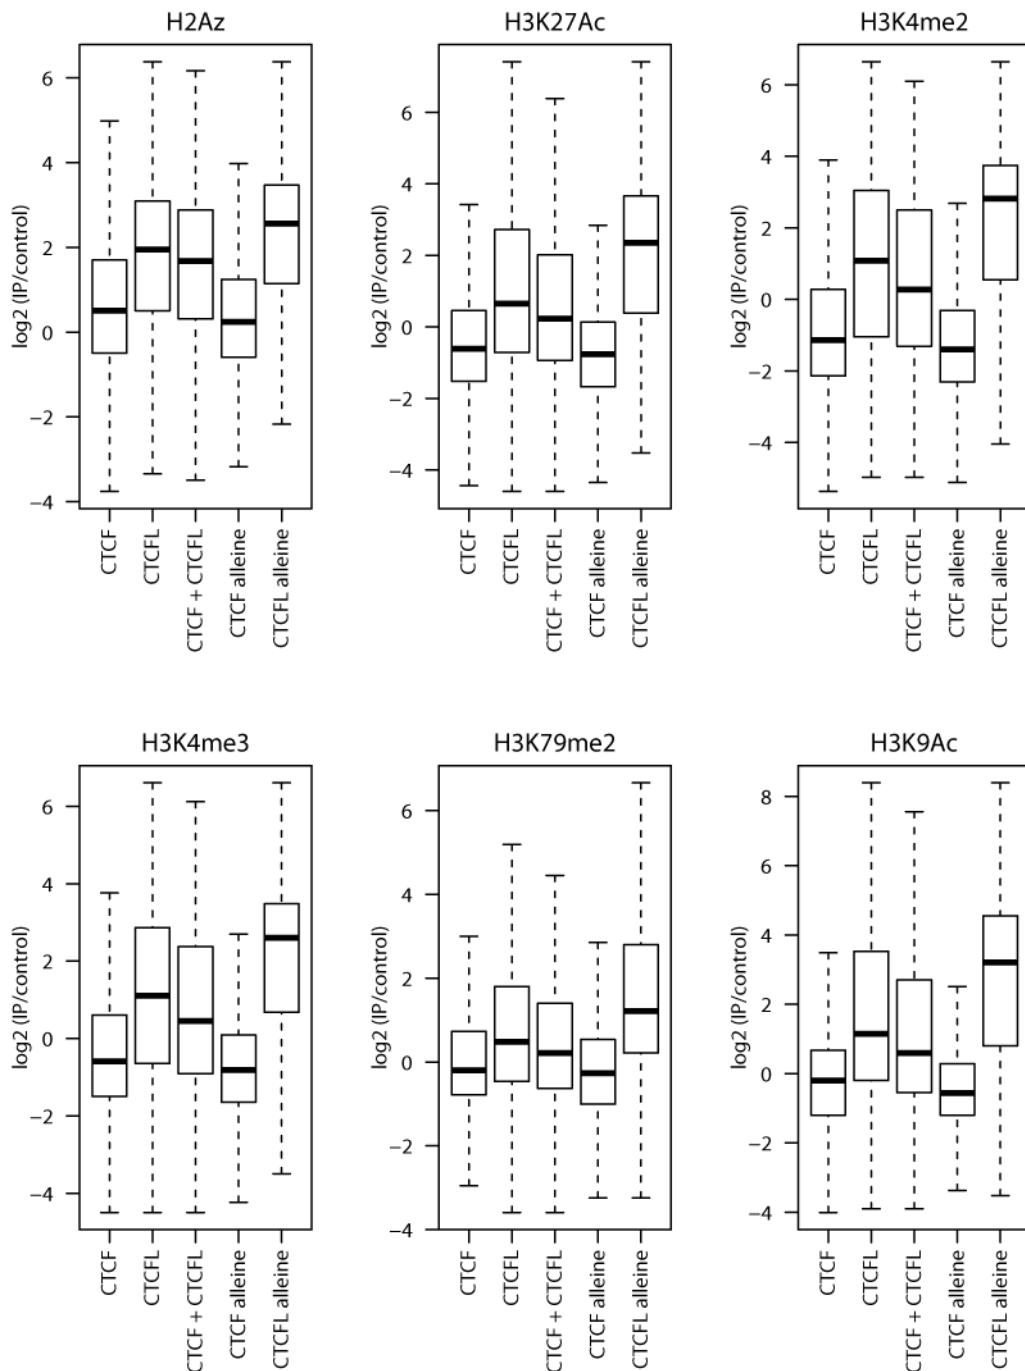 H2Az
H3K27Ac
H3K4me2
log2 (IP/control)
6
4
2
0
−2
−4
CTCF
CTCFL
CTCF + CTCFL
CTCF alleine
CTCFL alleine
log2 (IP/control)
6
4
2
0
−2
−4
CTCF
CTCFL
CTCF + CTCFL
CTCF alleine
CTCFL alleine
log2 (IP/control)
6
4
2
0
−2
−4
CTCF
CTCFL
CTCF + CTCFL
CTCF alleine
CTCFL alleine
H3K4me3
H3K79me2
H3K9Ac
log2 (IP/control)
6
4
2
0
−2
−4
CTCF
CTCFL
CTCF + CTCFL
CTCF alleine
CTCFL alleine
log2 (IP/control)
6
4
2
0
−2
−4
CTCF
CTCFL
CTCF + CTCFL
CTCF alleine
CTCFL alleine
log2 (IP/control)
8
6
4
2
0
−2
−4
CTCF
CTCFL
CTCF + CTCFL
CTCF alleine
CTCFL alleine